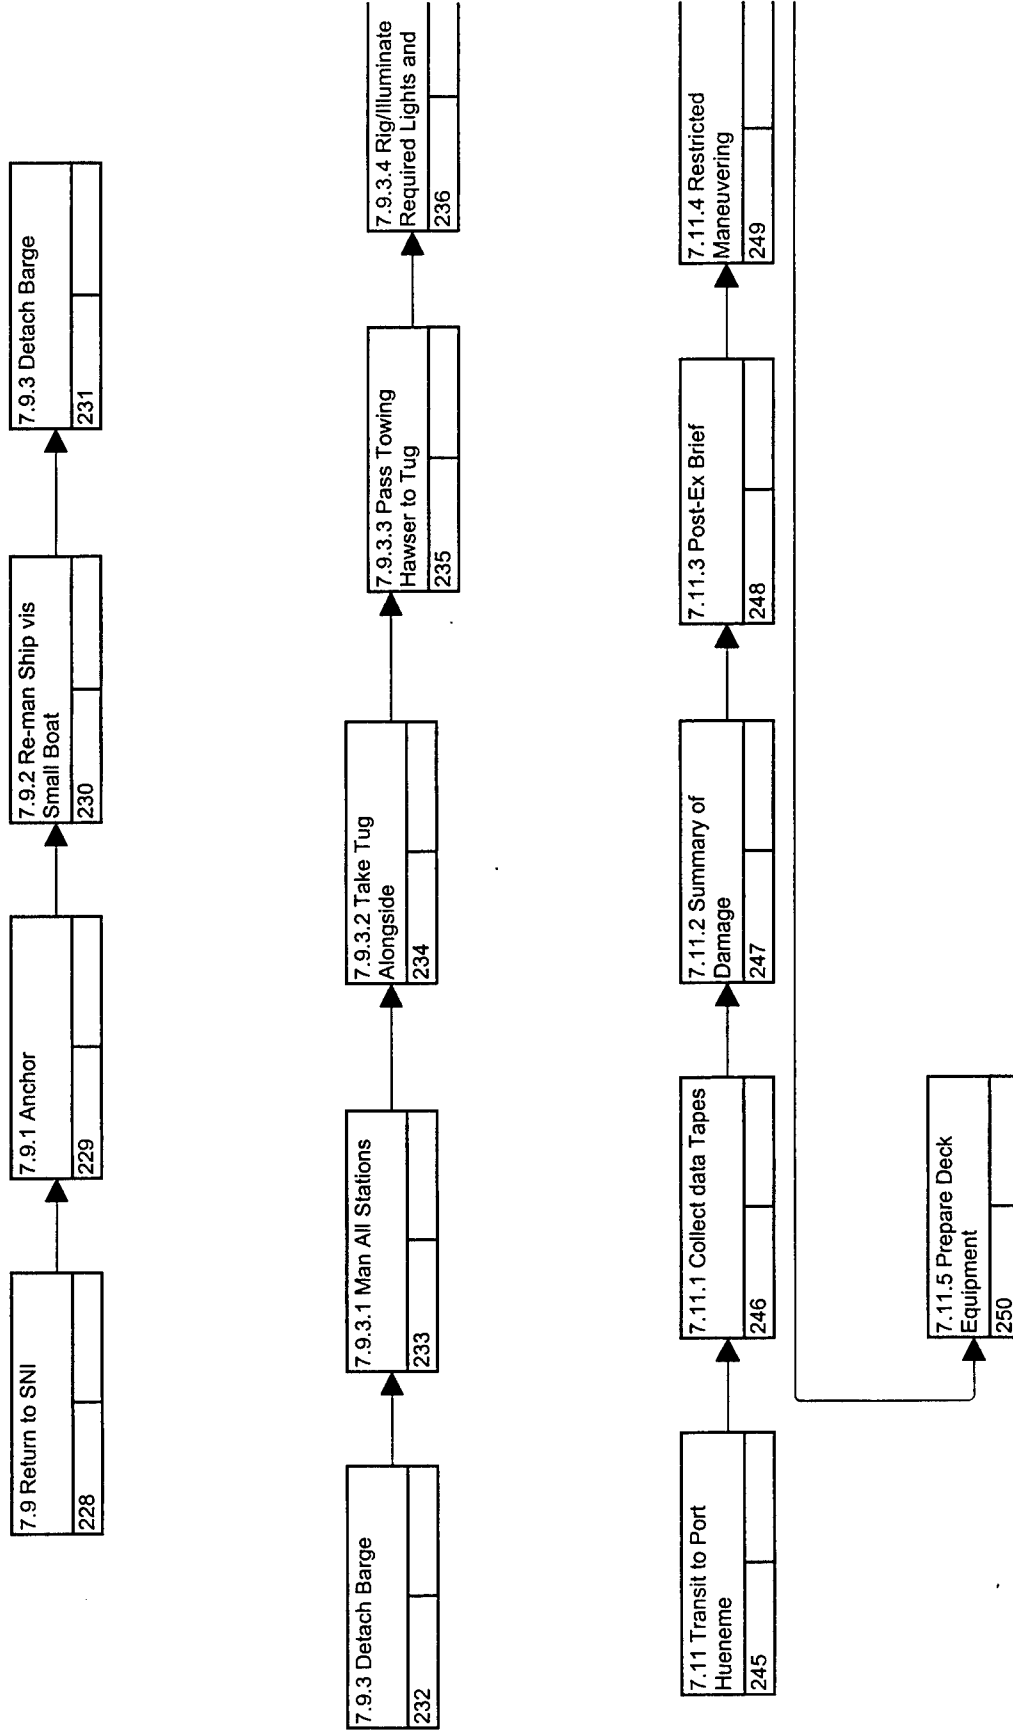 7.9 Return to SNI
228
7.9.1 Anchor
229
7.9.2 Re-man Ship vis
Small Boat
230
7.9.3 Detach Barge
231
7.9.3 Detach Barge
232
7.9.3.1 Man All Stations
233
7.9.3.2 Take Tug
Alongside
234
7.9.3.3 Pass Towing
Hawser to Tug
235
7.9.3.4 Rig/Illuminate
Required Lights and
236
7.11 Transit to Port
Hueneme
245
7.11.1 Collect data Tapes
246
7.11.2 Summary of
Damage
247
7.11.3 Post-Ex Brief
248
7.11.4 Restricted
Maneuvering
249
7.11.5 Prepare Deck
Equipment
250